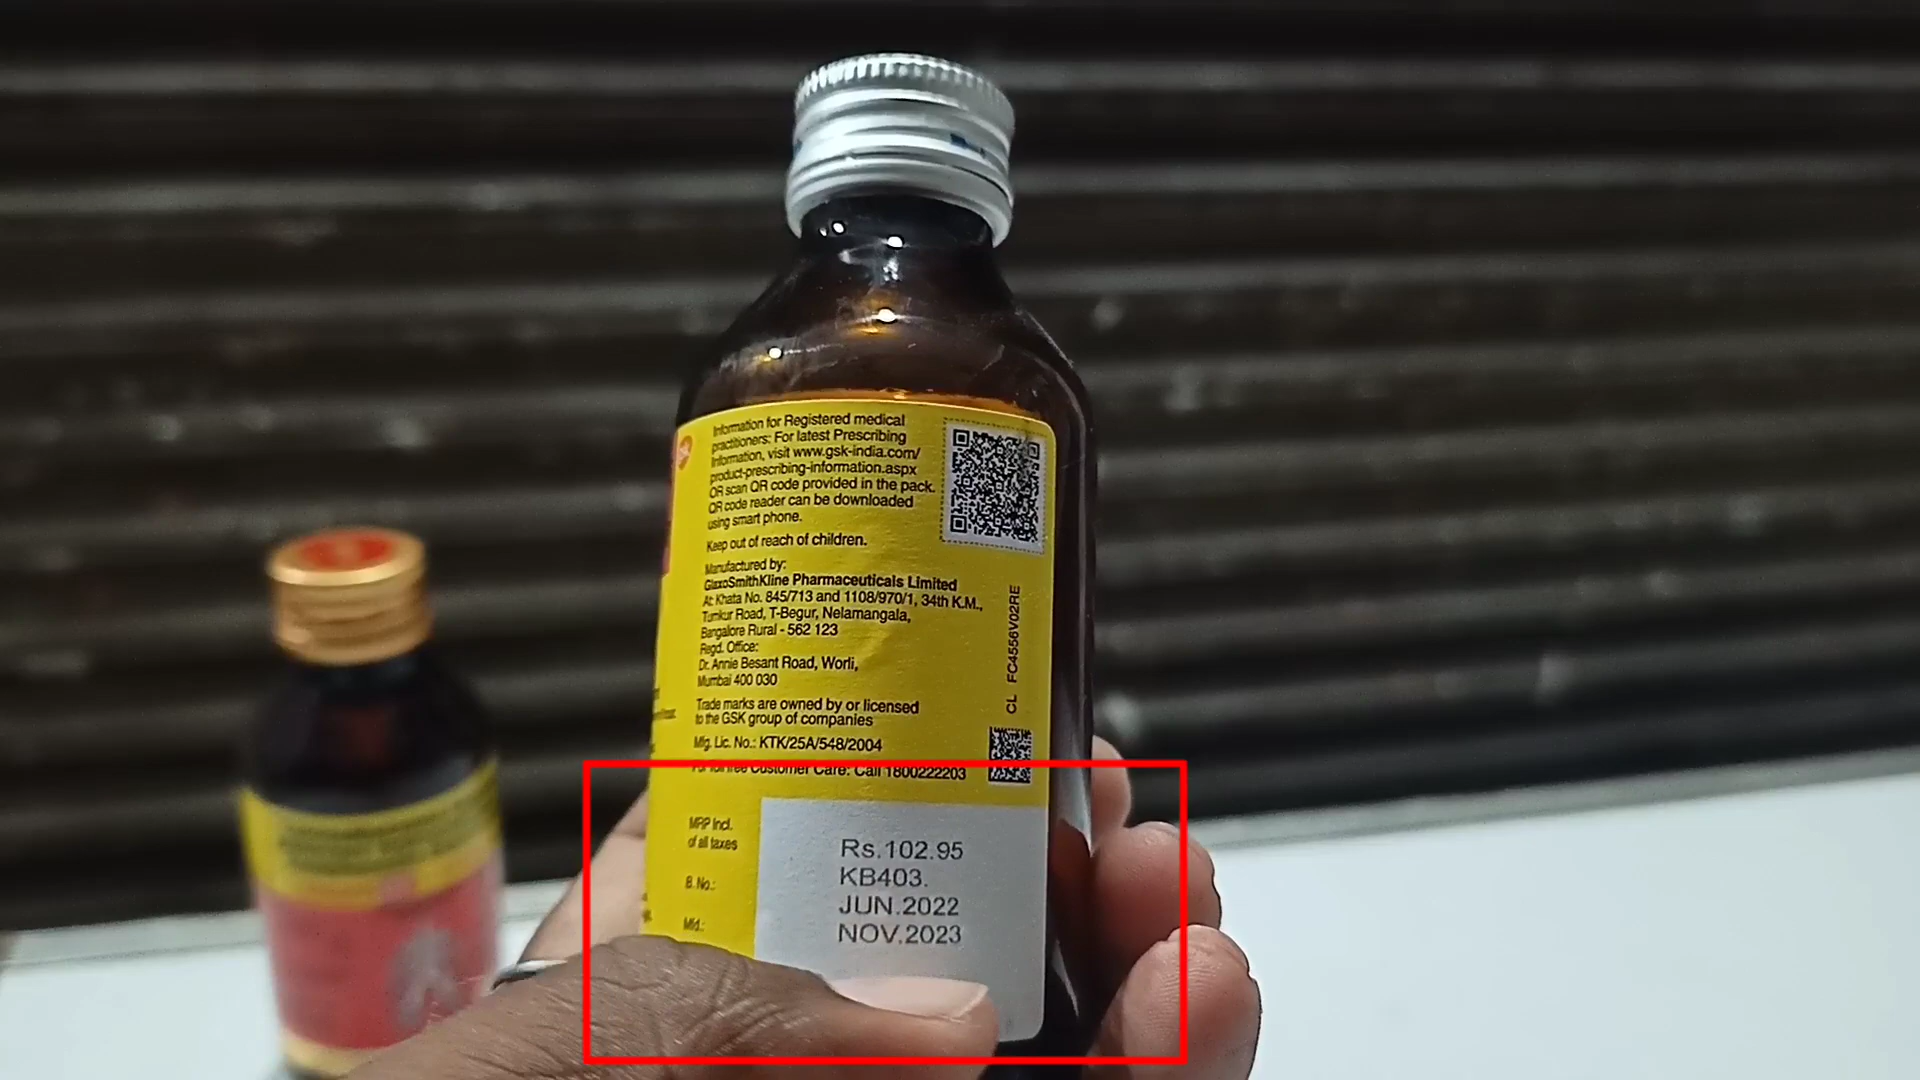 Information for Registered medical
practitioners: For latest Prescribing
Information, visit www.gsk-india.com/
product-prescribing-information.aspx
OR scan QR code provided in the pack.
QR code reader can be downloaded
using smart phone.
Keep out of reach of children.
Manufactured by:
GlaxoSmithKline Pharmaceuticals Limited
At: Khata No. 845/713 and 1108/970/1, 34th K.M.,
Tumkur Road, T-Begur, Nelamangala,
Bangalore Rural - 562 123
Regd. Office:
Dr. Annie Besant Road, Worli,
Mumbai 400 030
Trade marks are owned by or licensed
to the GSK group of companies
Mfg. Lic. No.: KTK/25A/548/2004
For toll free Customer Care: Call 1800222203
CL FC4556V02RE
MRP Incl.
of all taxes
Rs.102.95
B. No.:
KB403.
Mfd.:
JUN.2022
NOV.2023